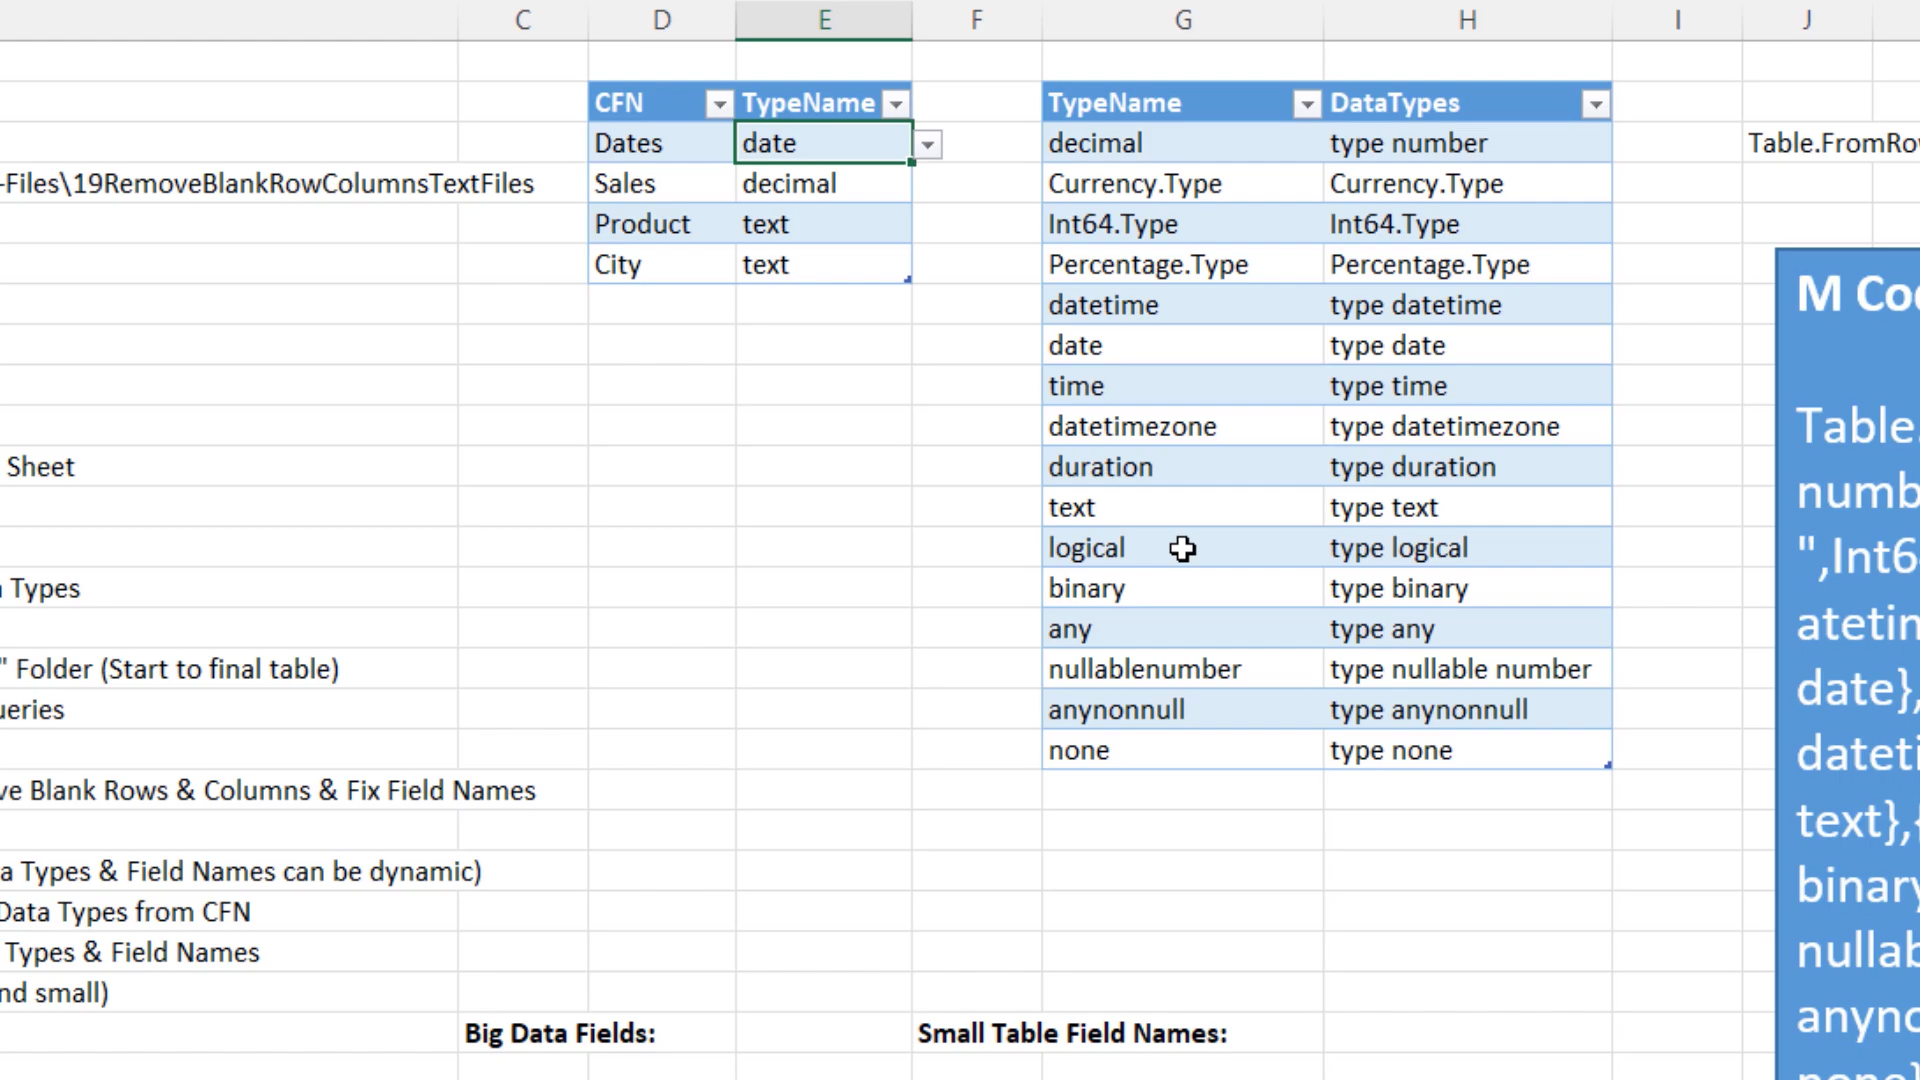 C D E F G H I J
CFN TypeName TypeName DataTypes
Dates date decimal type number Table.FromRow
-Files\19RemoveBlankRowColumnsTextFiles Sales decimal Currency.Type Currency.Type
Product text Int64.Type Int64.Type
City text Percentage.Type Percentage.Type
datetime type datetime
date type date
time type time
datetimezone type datetimezone
Sheet duration type duration
text type text
logical type logical
Types binary type binary
any type any
" Folder (Start to final table) nullablenumber type nullable number
ueries anynonnull type anynonnull
none type none
ve Blank Rows & Columns & Fix Field Names
a Types & Field Names can be dynamic)
Data Types from CFN
Types & Field Names
nd small)
Big Data Fields: Small Table Field Names:
M Co
Table.
numb
",Int6
atetim
date},
dateti
text},{
binary
nullab
anyno